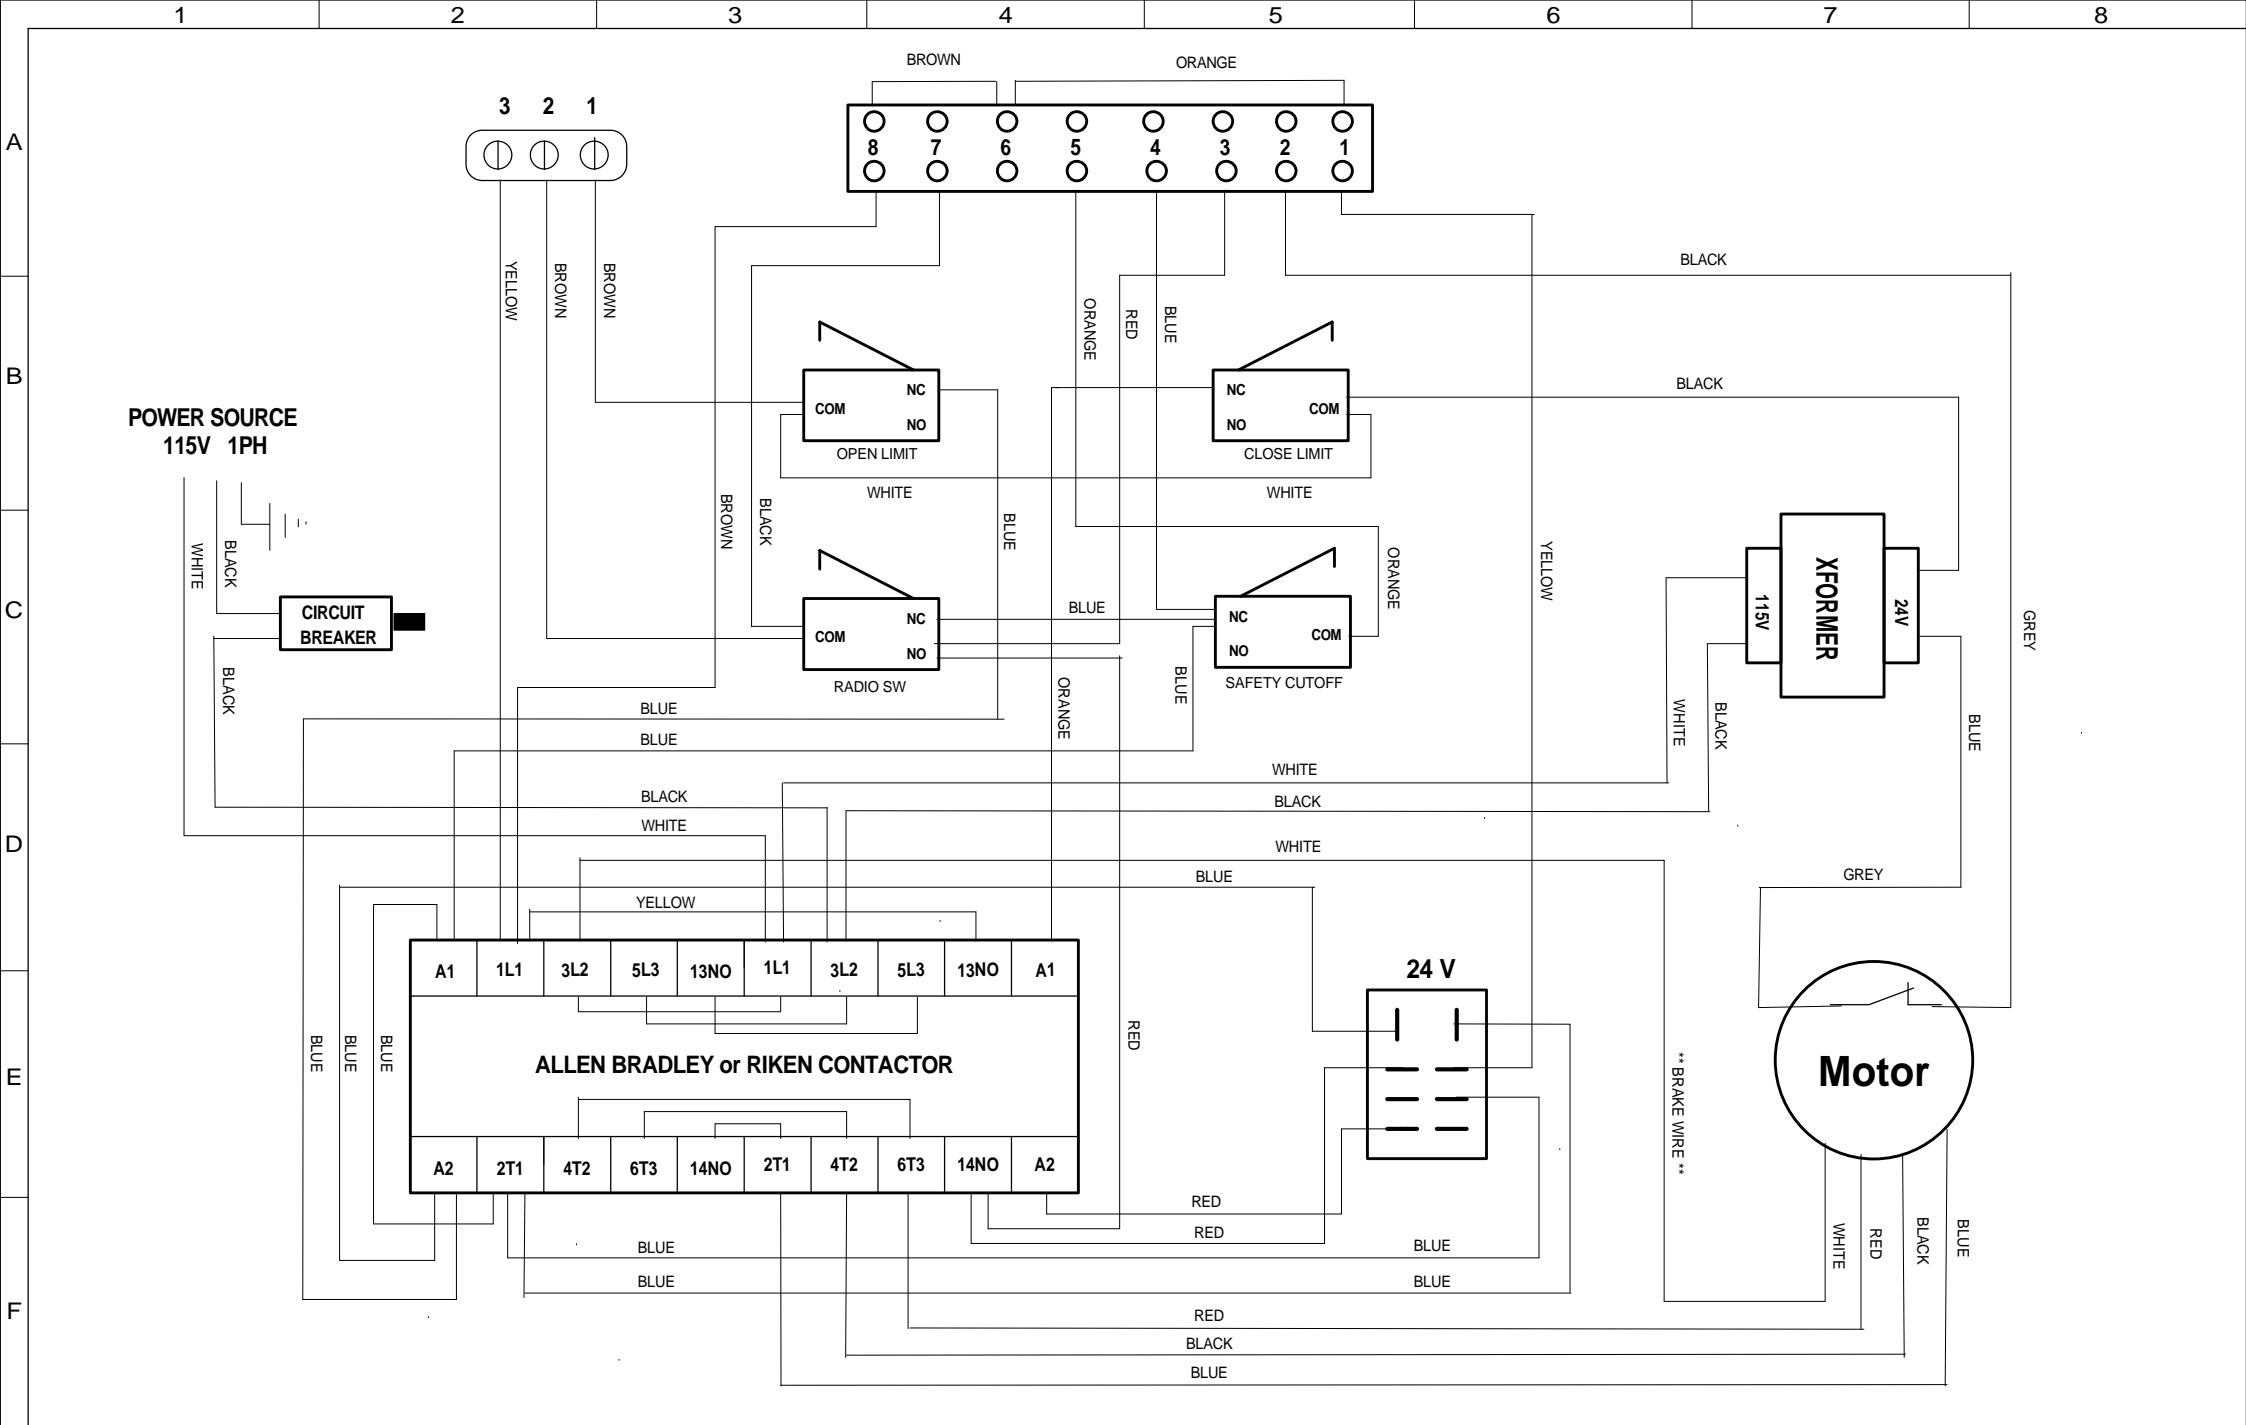 1 2 3 4 5 6 7 8
BROWN ORANGE
3 2 1
A
8 7 6 5 4 3 2 1
BLACK
YELLOW BROWN BROWN
ORANGE RED BLUE
B
NC
COM
NO
OPEN LIMIT
NC
COM
NO
CLOSE LIMIT
BLACK
POWER SOURCE
115V 1PH
WHITE WHITE
BROWN BLACK BLUE
WHITE BLACK
ORANGE YELLOW
C
CIRCUIT
BREAKER
NC
COM
NO
RADIO SW
BLUE
NC
COM
NO
SAFETY CUTOFF
115V XFORMER 24V
GREY
BLACK
BLUE
ORANGE
BLUE
WHITE BLACK
BLUE
BLUE
WHITE
BLACK BLACK
WHITE
D
WHITE
BLUE GREY
YELLOW
A1 1L1 3L2 5L3 13NO 1L1 3L2 5L3 13NO A1
24 V
BLUE BLUE BLUE
RED
E
ALLEN BRADLEY or RIKEN CONTACTOR
Motor
** BRAKE WIRE **
A2 2T1 4T2 6T3 14NO 2T1 4T2 6T3 14NO A2
RED
RED
WHITE RED BLACK BLUE
BLUE BLUE
BLUE BLUE
F
RED
BLACK
BLUE